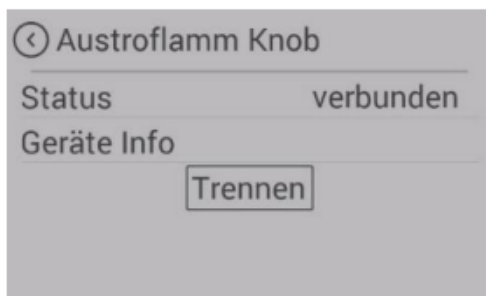 Austroflamm Knob
Status verbunden
Geräte Info
Trennen